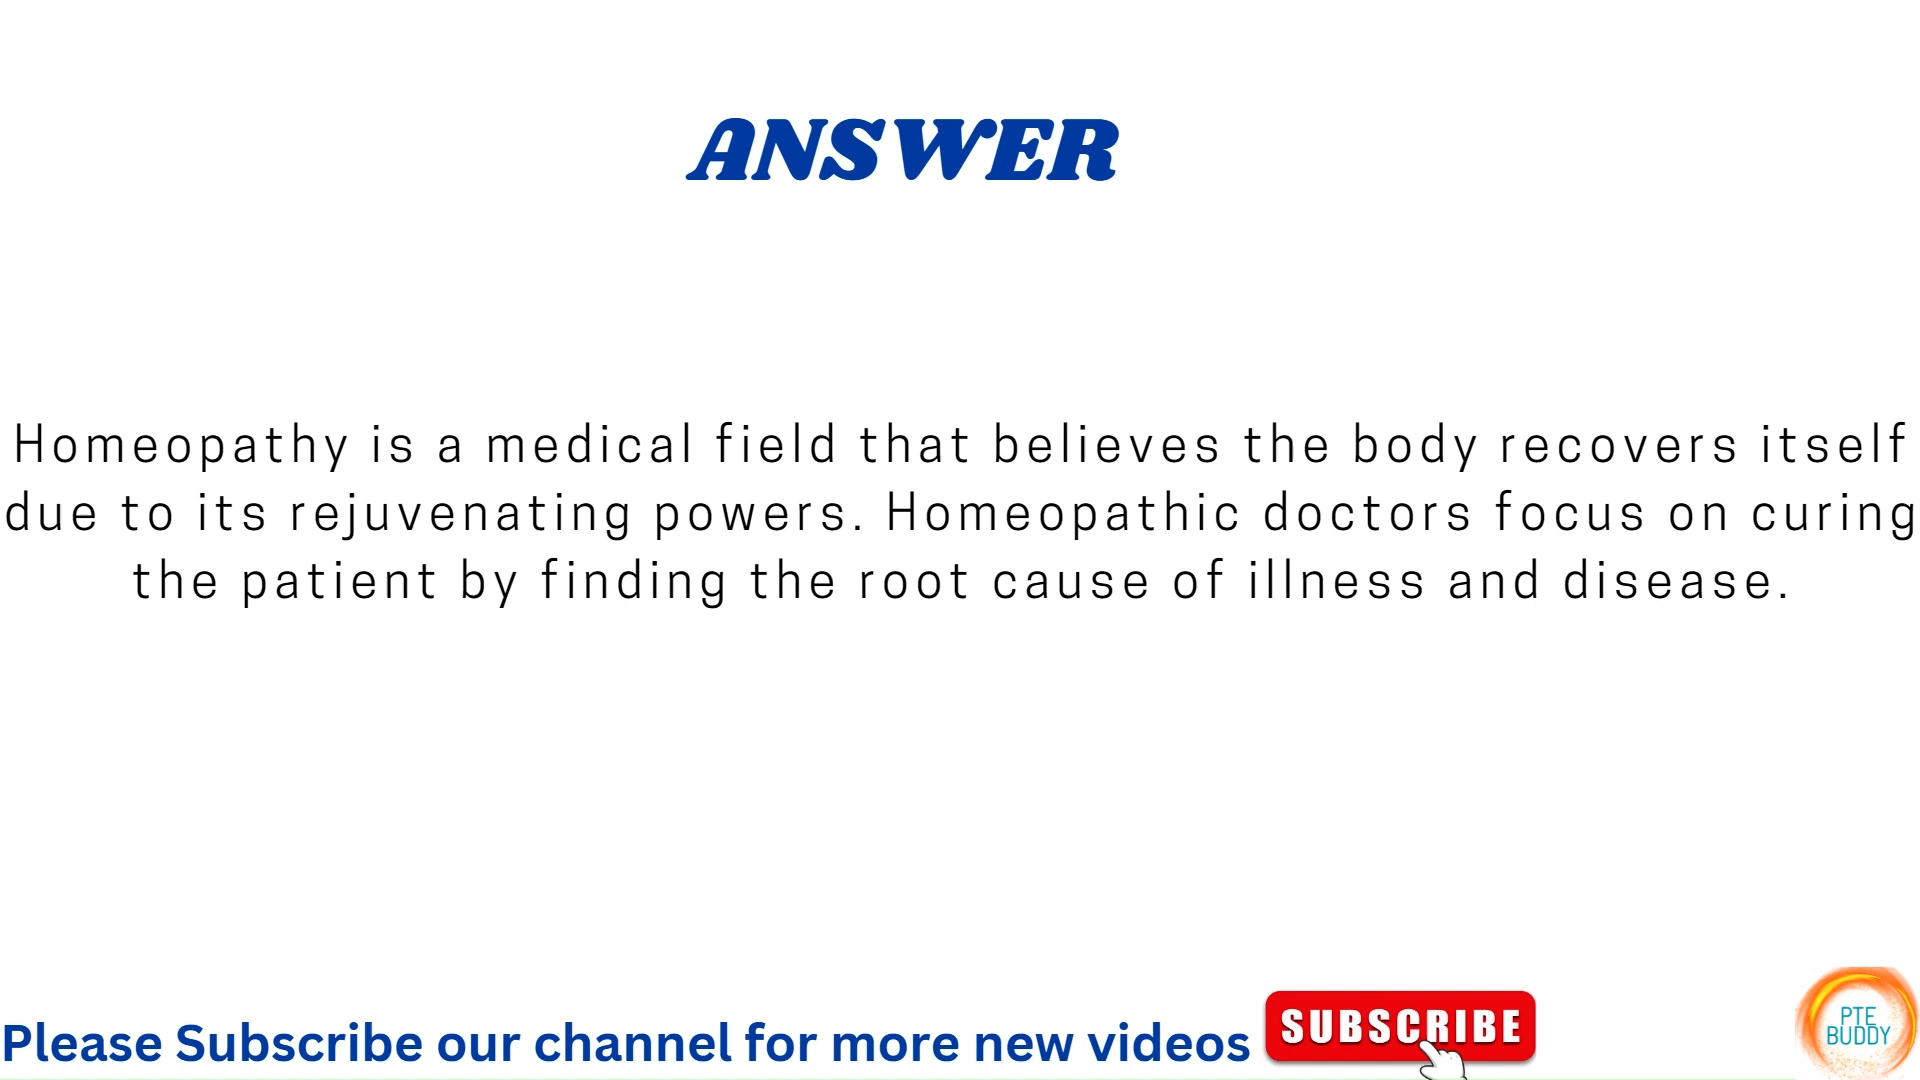 ANSWER
Homeopathy is a medical field that believes the body recovers itself
due to its rejuvenating powers. Homeopathic doctors focus on curing
the patient by finding the root cause of illness and disease.
Please Subscribe our channel for more new videos
SUBSCRIBE
PTE
BUDDY